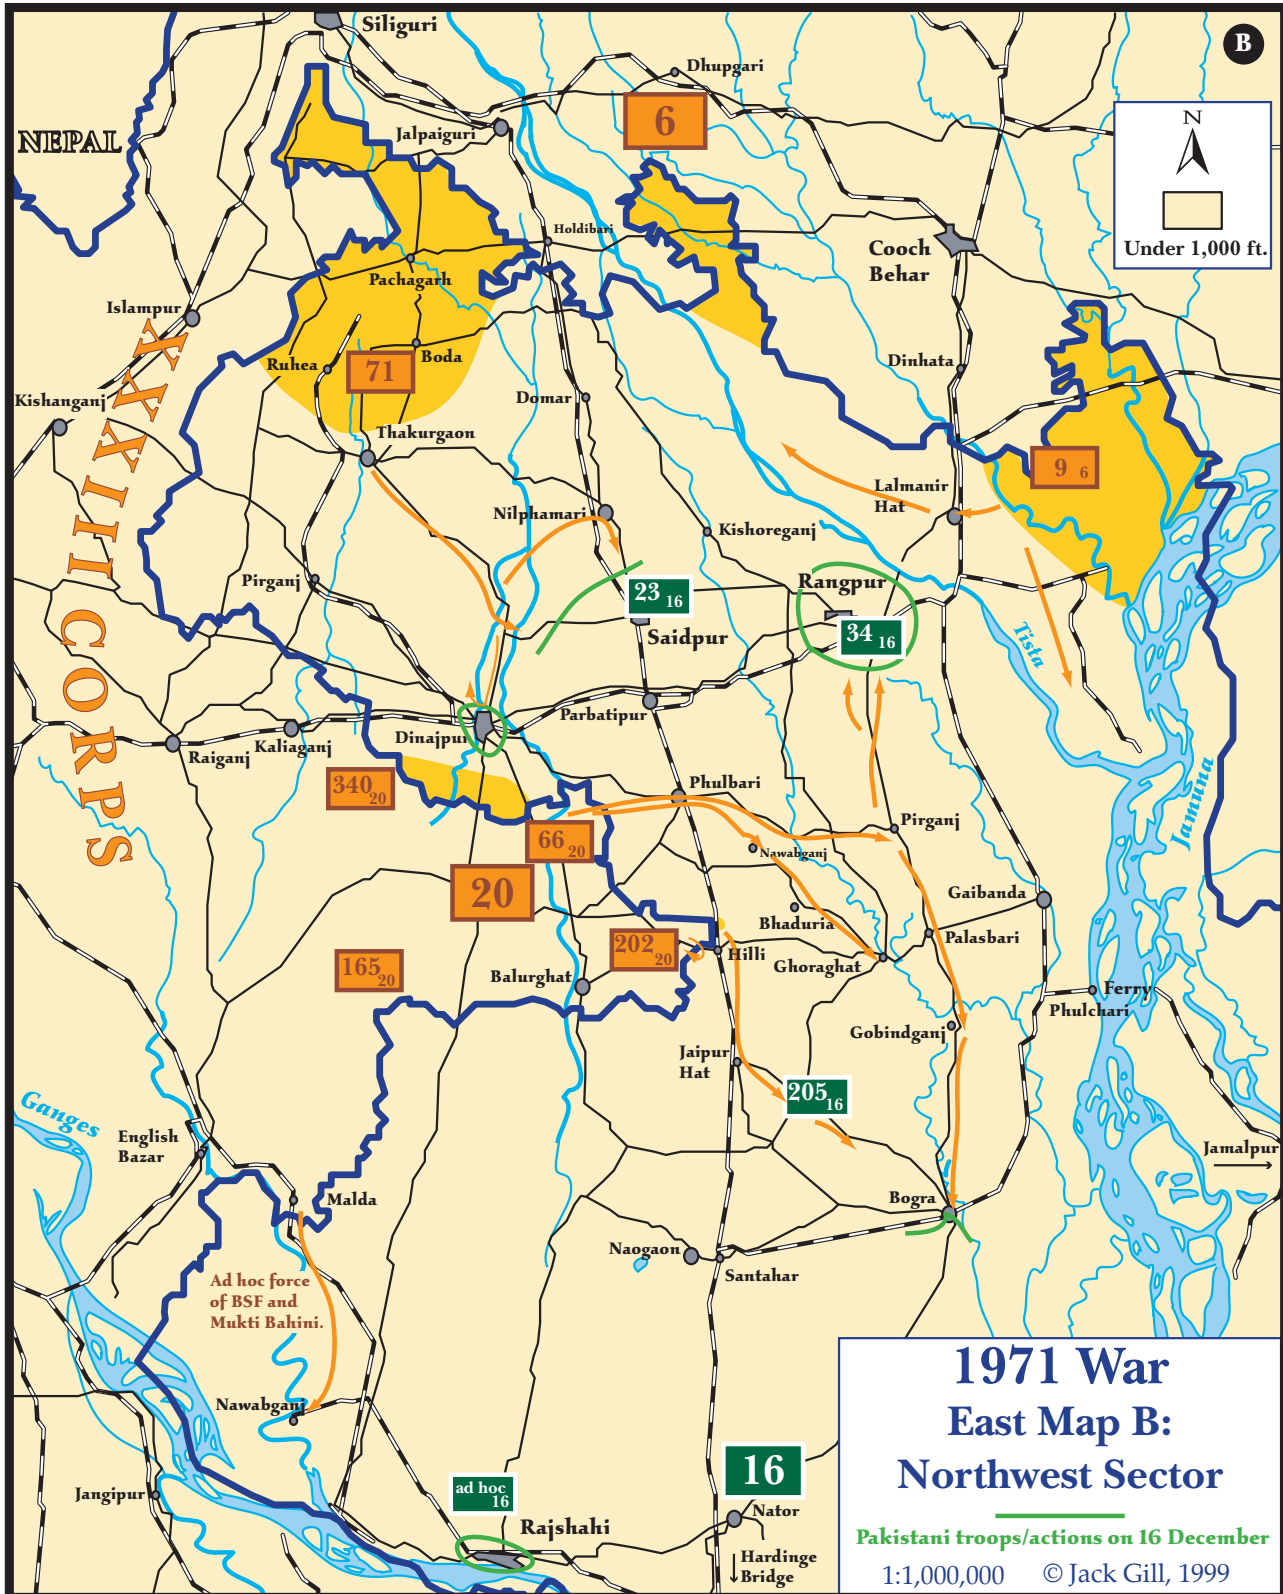 Siliguri
B
Dhupgari
6
N
NEPAL
Jalpaiguri
Under 1,000 ft.
Holdibari
Cooch
Behar
Pachagarh
Islampur
XXXIII CORPS
Ruhea
71
Boda
Dinhata
Kishanganj
Domar
Thakurgaon
9 6
Lalmanir
Hat
Nilphamari
Kishoreganj
Pirganj
Rangpur
23 16
34 16
Saidpur
Tista
Parbatipur
Dinajpur
Raiganj
Kaliaganj
340 20
Phulbari
Jamuna
66 20
Pirganj
Nawabganj
20
Gaibanda
Bhaduria
Palasbari
202 20
Hilli
Ghoraghat
165 20
Balurghat
Ferry
Phulchari
Gobindganj
Jaipur
Hat
205 16
Ganges
English
Bazar
Jamalpur
Malda
Bogra
Naogaon
Santahar
Ad hoc force
of BSF and
Mukti Bahini.
Nawabganj
1971 War
East Map B:
Northwest Sector
Pakistani troops/actions on 16 December
1:1,000,000 © Jack Gill, 1999
16
Jangipur
ad hoc
16
Nator
Rajshahi
Hardinge
Bridge